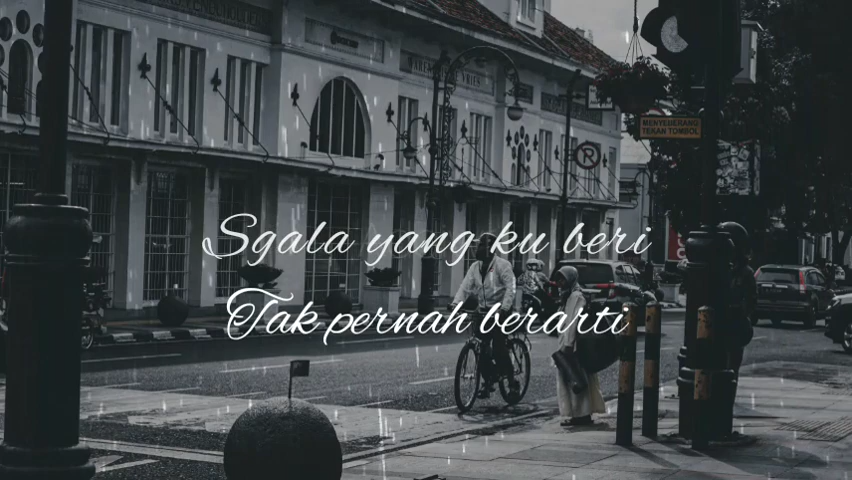 MENYEBERANG
TEKAN TOMBOL
Sgala yang ku beri
Tak pernah berarti